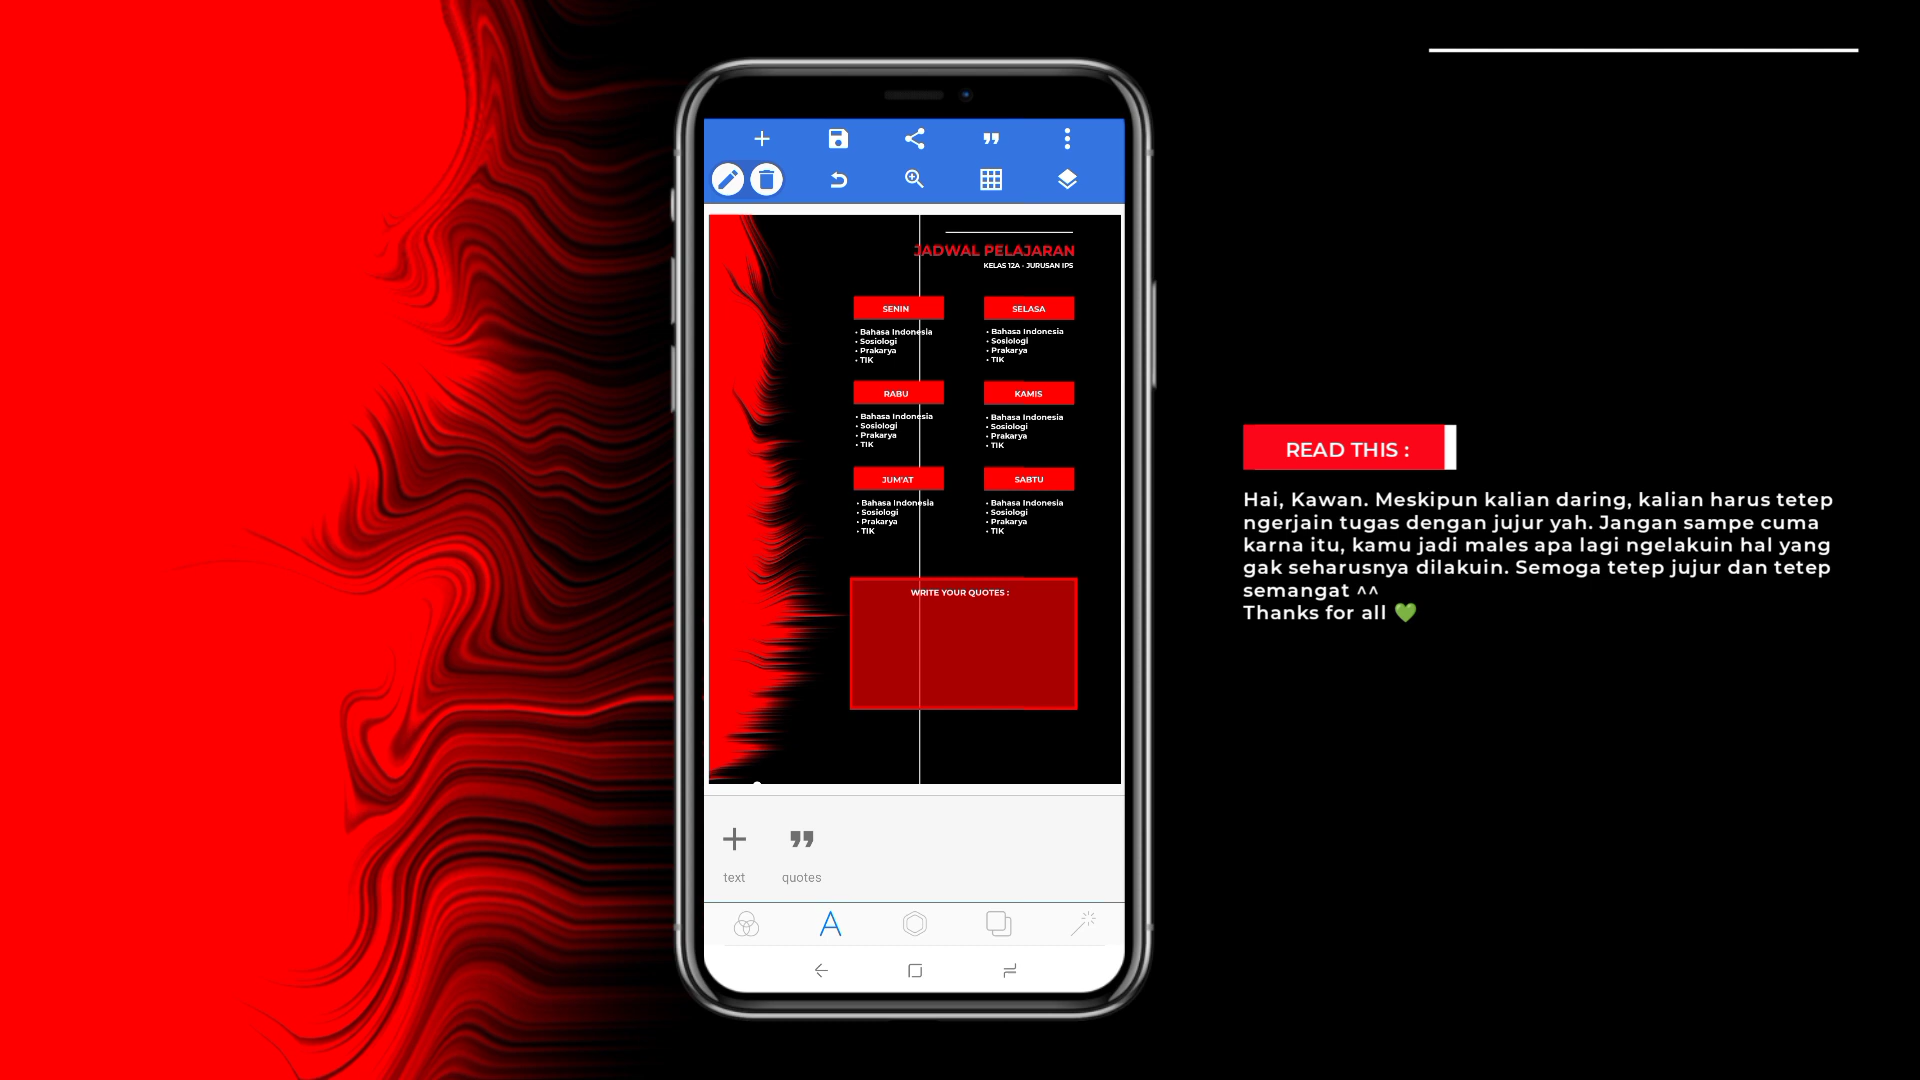 JADWAL PELAJARAN
KELAS 12A - JURUSAN IPS
SENIN
• Bahasa Indonesia
• Sosiologi
• Prakarya
• TIK
SELASA
• Bahasa Indonesia
• Sosiologi
• Prakarya
• TIK
RABU
• Bahasa Indonesia
• Sosiologi
• Prakarya
• TIK
KAMIS
• Bahasa Indonesia
• Sosiologi
• Prakarya
• TIK
JUM'AT
• Bahasa Indonesia
• Sosiologi
• Prakarya
• TIK
SABTU
• Bahasa Indonesia
• Sosiologi
• Prakarya
• TIK
WRITE YOUR QUOTES :
text
quotes
READ THIS :
Hai, Kawan. Meskipun kalian daring, kalian harus tetep
ngerjain tugas dengan jujur yah. Jangan sampe cuma
karna itu, kamu jadi males apa lagi ngelakuin hal yang
gak seharusnya dilakuin. Semoga tetep jujur dan tetep
semangat ^^
Thanks for all 💚